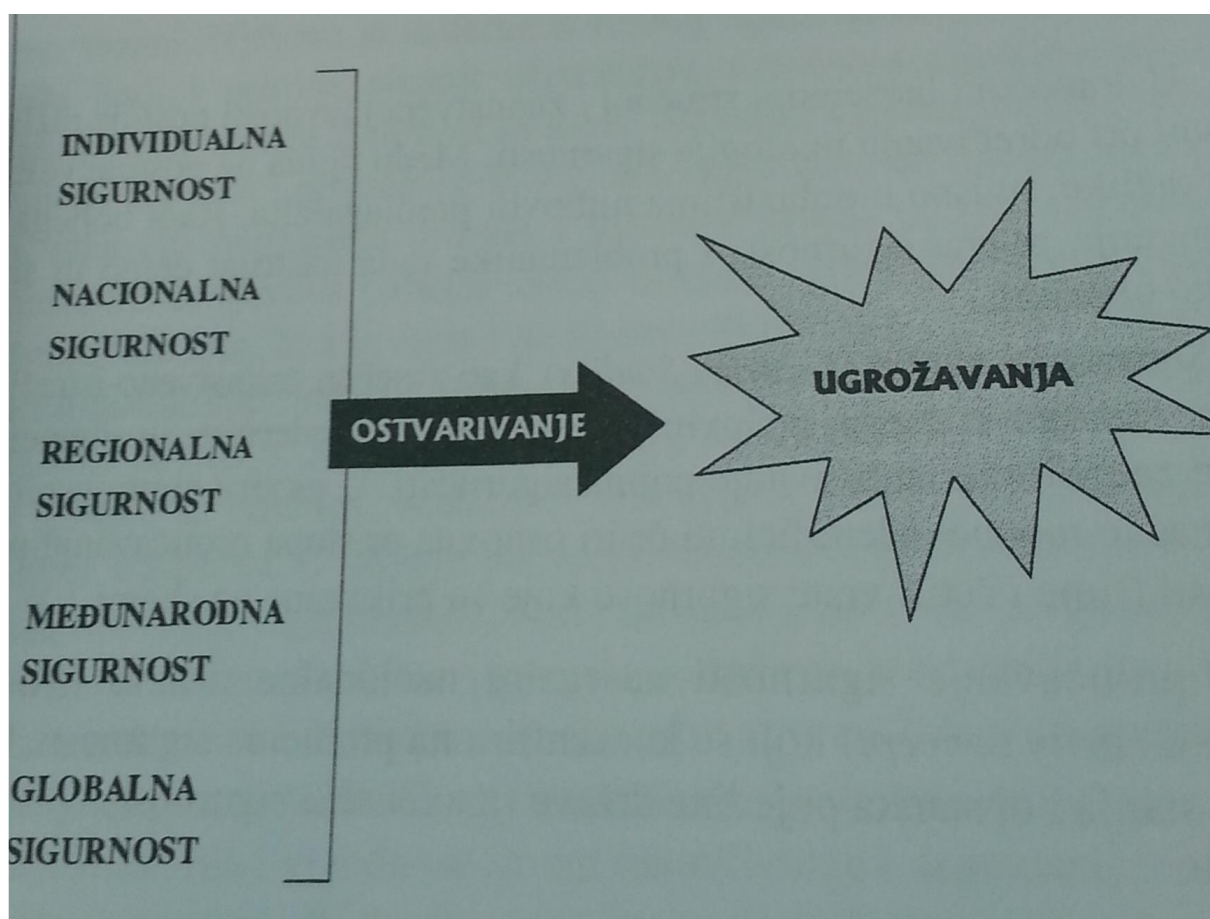 INDIVIDUALNA
SIGURNOST
NACIONALNA
SIGURNOST
REGIONALNA
SIGURNOST
MEĐUNARODNA
SIGURNOST
GLOBALNA
SIGURNOST
OSTVARIVANJE
UGROŽAVANJA